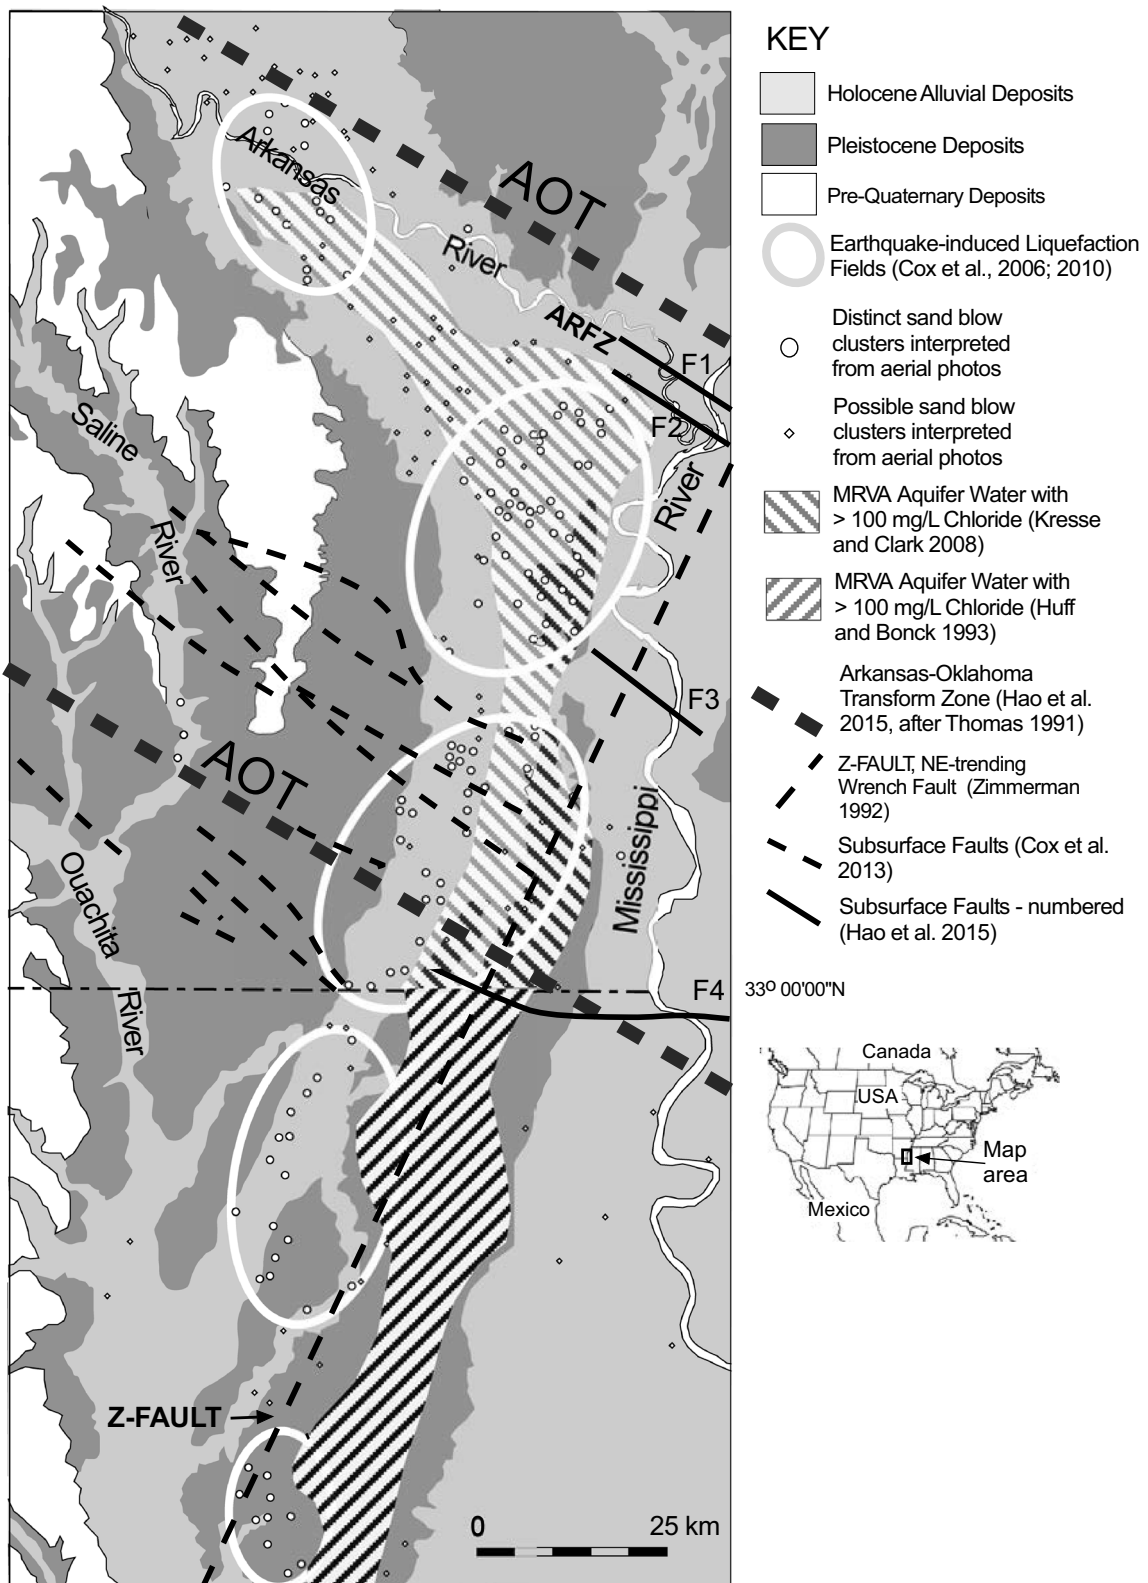 Arkansas
River
AOT
ARFZ
F1
F2
River
Saline
River
F3
AOT
Mississippi
Ouachita
River
F4
Z-FAULT
0 25 km
KEY
Holocene Alluvial Deposits
Pleistocene Deposits
Pre-Quaternary Deposits
Earthquake-induced Liquefaction
Fields (Cox et al., 2006; 2010)
Distinct sand blow
clusters interpreted
from aerial photos
Possible sand blow
clusters interpreted
from aerial photos
MRVA Aquifer Water with
> 100 mg/L Chloride (Kresse
and Clark 2008)
MRVA Aquifer Water with
> 100 mg/L Chloride (Huff
and Bonck 1993)
Arkansas-Oklahoma
Transform Zone (Hao et al.
2015, after Thomas 1991)
Z-FAULT, NE-trending
Wrench Fault (Zimmerman
1992)
Subsurface Faults (Cox et al.
2013)
Subsurface Faults - numbered
(Hao et al. 2015)
33º 00'00"N
Canada
USA
Map
area
Mexico